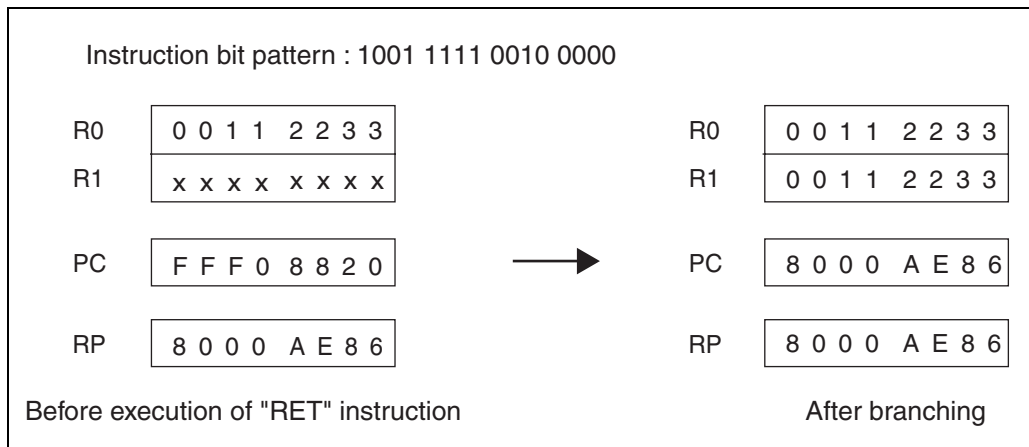 Instruction bit pattern : 1001 1111 0010 0000
R0 0 0 1 1 2 2 3 3 R0 0 0 1 1 2 2 3 3
R1 x x x x x x x x R1 0 0 1 1 2 2 3 3
PC F F F 0 8 8 2 0 PC 8 0 0 0 A E 8 6
RP 8 0 0 0 A E 8 6 RP 8 0 0 0 A E 8 6
Before execution of "RET" instruction After branching